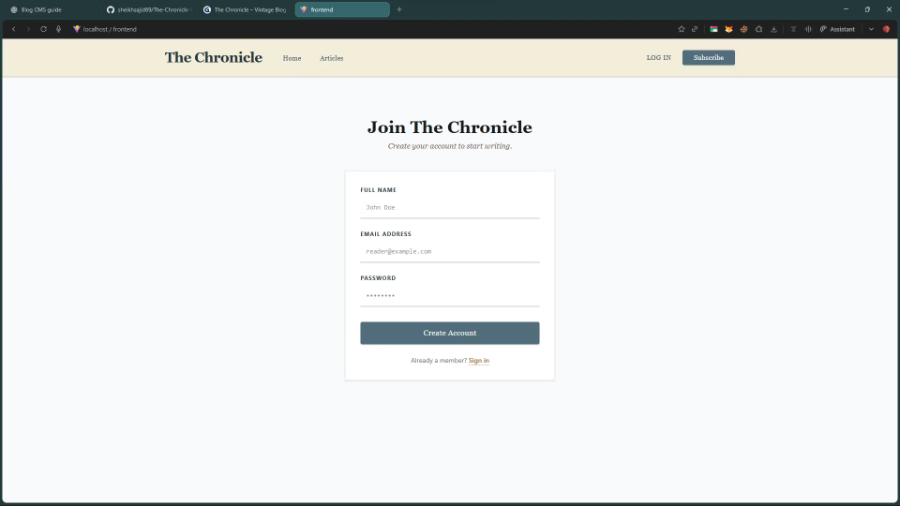 Blog CMS guide
sheikhsajid69/The-Chronicle
The Chronicle – Vintage Blog
frontend
localhost / frontend
Assistant
The Chronicle
Home
Articles
LOG IN
Subscribe
Join The Chronicle
Create your account to start writing.
FULL NAME
John Doe
EMAIL ADDRESS
reader@example.com
PASSWORD
••••••••
Create Account
Already a member? Sign in